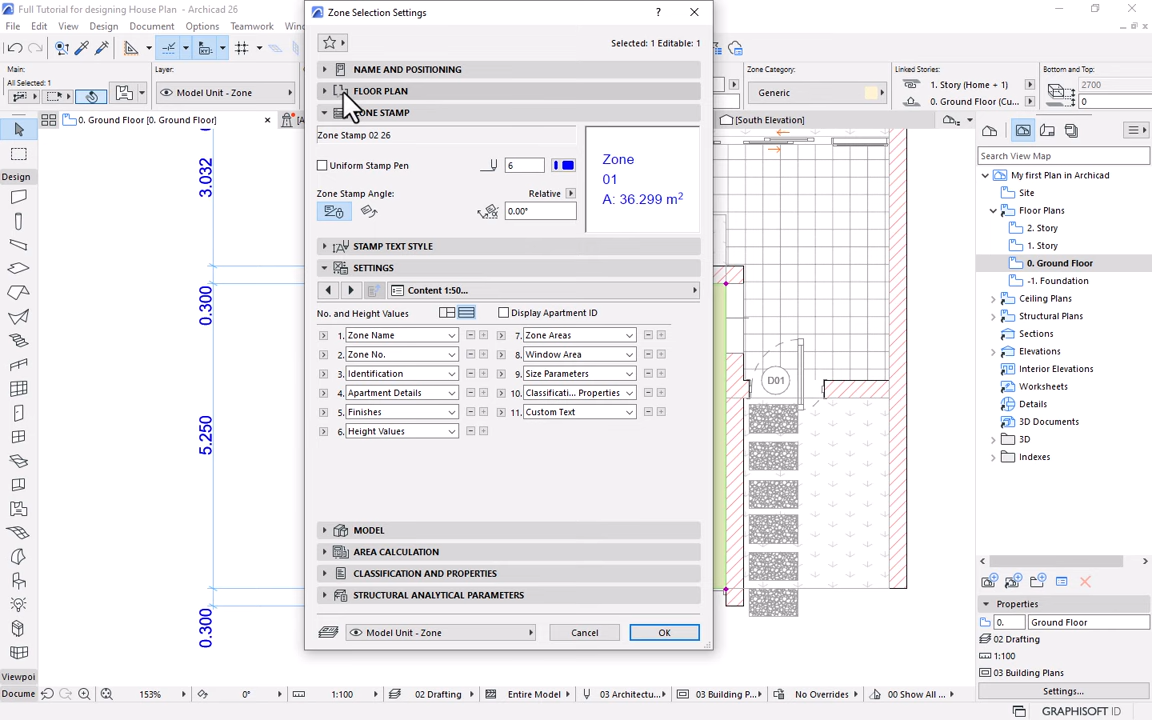 Full Tutorial for designing House Plan - Archicad 26
File Edit View Design Document Options Teamwork
Main:
All Selected: 1
Layer:
Model Unit - Zone
Zone Category:
Generic
Linked Stories:
1. Story (Home + 1)
0. Ground Floor (Cu...
Bottom and Top:
2700
0
0. Ground Floor [0. Ground Floor]
[South Elevation]
Design
3.032
0.300
5.250
0.300
D01
Viewpoi
Docume
Zone Selection Settings
Selected: 1 Editable: 1
NAME AND POSITIONING
FLOOR PLAN
ZONE STAMP
Zone Stamp 02 26
Uniform Stamp Pen
6
Zone Stamp Angle:
Relative
0.00°
Zone
01
A: 36.299 m²
STAMP TEXT STYLE
SETTINGS
Content 1:50...
No. and Height Values
Display Apartment ID
1. Zone Name
2. Zone No.
3. Identification
4. Apartment Details
5. Finishes
6. Height Values
7. Zone Areas
8. Window Area
9. Size Parameters
10. Classificati... Properties
11. Custom Text
MODEL
AREA CALCULATION
CLASSIFICATION AND PROPERTIES
STRUCTURAL ANALYTICAL PARAMETERS
Model Unit - Zone
Cancel
OK
Search View Map
My first Plan in Archicad
Site
Floor Plans
2. Story
1. Story
0. Ground Floor
-1. Foundation
Ceiling Plans
Structural Plans
Sections
Elevations
Interior Elevations
Worksheets
Details
3D Documents
3D
Indexes
Properties
0. Ground Floor
02 Drafting
1:100
03 Building Plans
Settings...
153%
0°
1:100
02 Drafting
Entire Model
03 Architectu...
03 Building P...
No Overrides
00 Show All ...
GRAPHISOFT ID